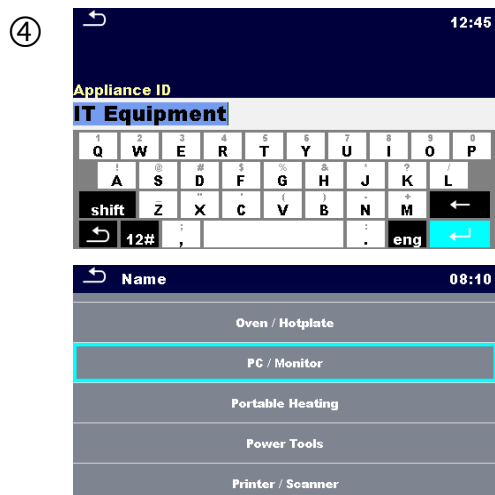 ④
12:45
Appliance ID
IT Equipment
1 2 3 4 5 6 7 8 9 0
Q W E R T Y U I O P
! @ # $ % & * ? /
A S D F G H J K L
_ " ' ( ) - +
shift Z X C V B N M ←
12# ; , : . eng
Name 08:10
Oven / Hotplate
PC / Monitor
Portable Heating
Power Tools
Printer / Scanner